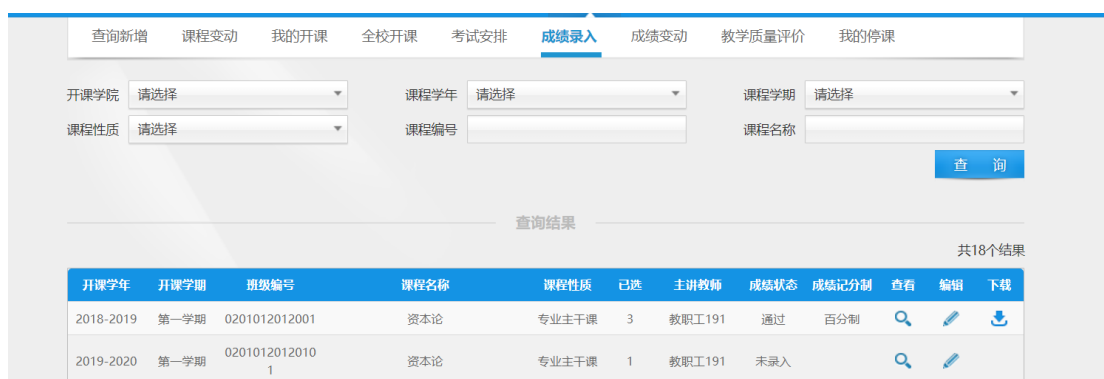 查询新增 课程变动 我的开课 全校开课 考试安排 成绩录入 成绩变动 教学质量评价 我的停课
开课学院 请选择 课程学年 请选择 课程学期 请选择
课程性质 请选择 课程编号 课程名称
查 询
查询结果
共18个结果
开课学年 开课学期 班级编号 课程名称 课程性质 已选 主讲教师 成绩状态 成绩记分制 查看 编辑 下载
2018-2019 第一学期 0201012012001 资本论 专业主干课 3 教职工191 通过 百分制
2019-2020 第一学期 0201012012010 资本论 专业主干课 1 教职工191 未录入
1